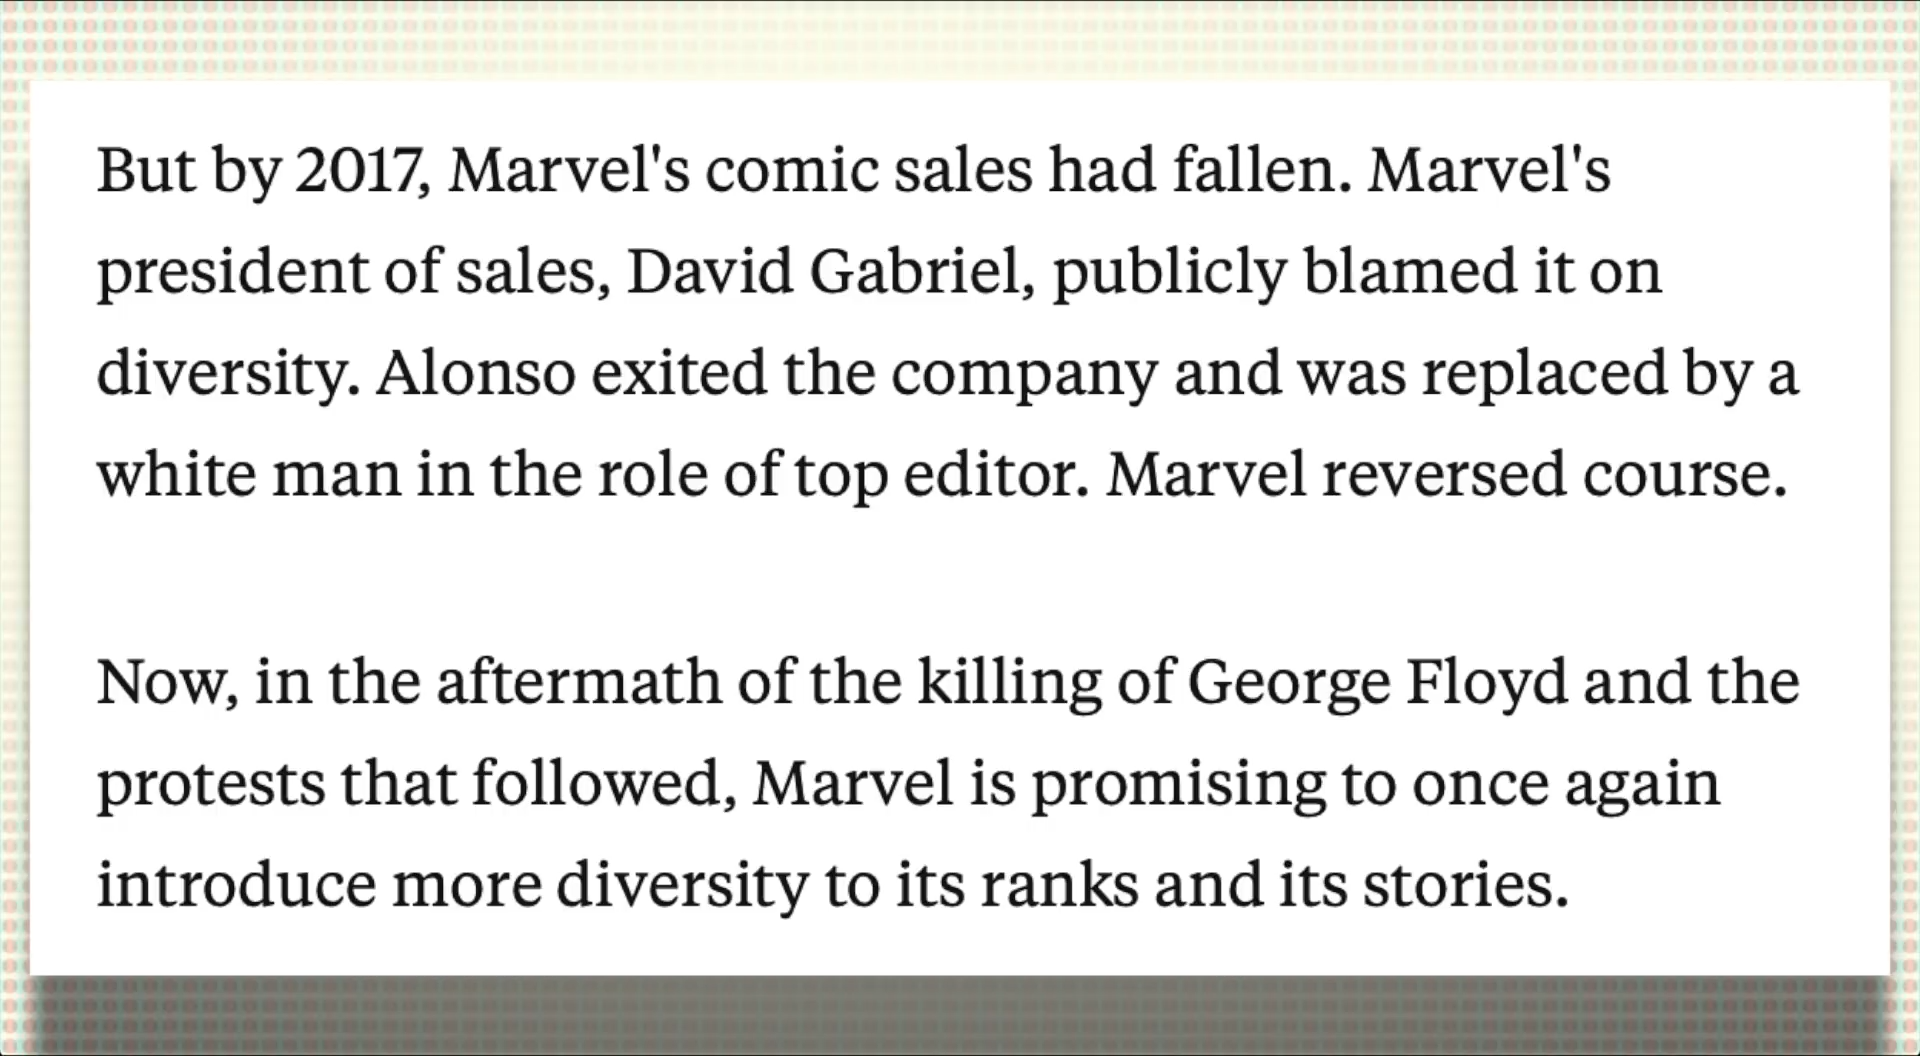 But by 2017, Marvel's comic sales had fallen. Marvel's
president of sales, David Gabriel, publicly blamed it on
diversity. Alonso exited the company and was replaced by a
white man in the role of top editor. Marvel reversed course.
Now, in the aftermath of the killing of George Floyd and the
protests that followed, Marvel is promising to once again
introduce more diversity to its ranks and its stories.